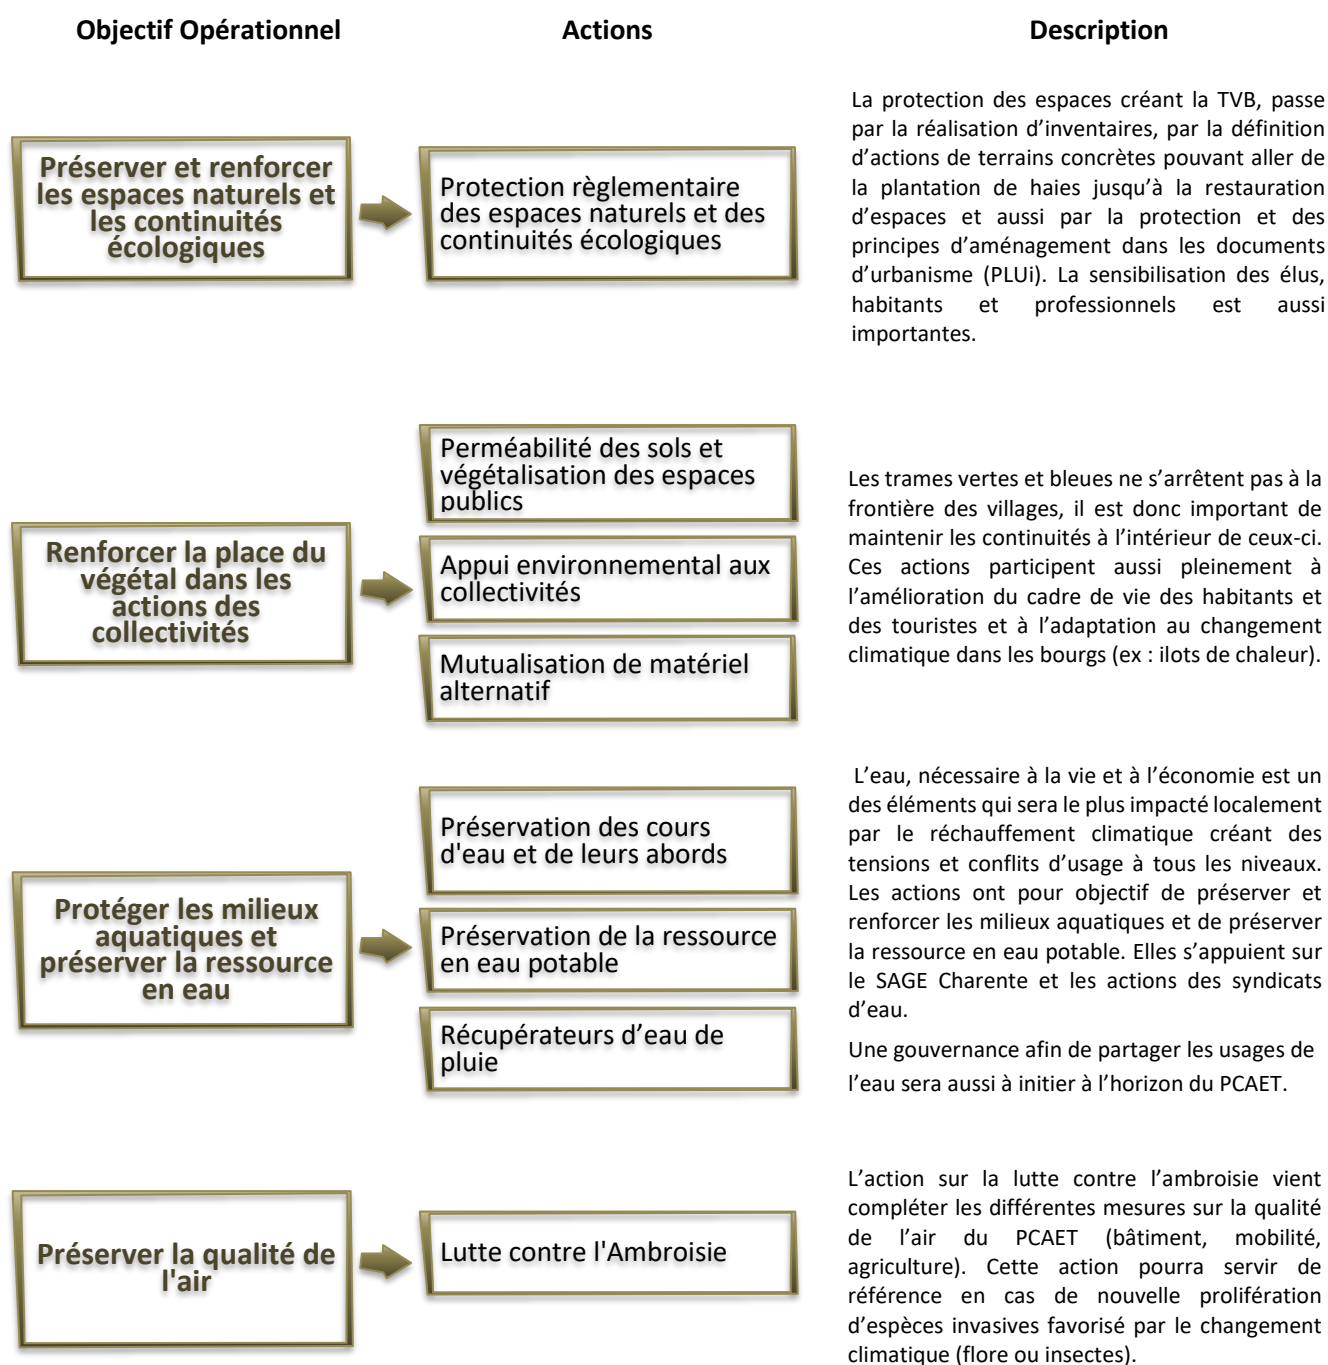 Objectif Opérationnel
Actions
Description
Préserver et renforcer
les espaces naturels et
les continuités
écologiques
Protection règlementaire
des espaces naturels et des
continuités écologiques
La protection des espaces créant la TVB, passe
par la réalisation d’inventaires, par la définition
d’actions de terrains concrètes pouvant aller de
la plantation de haies jusqu’à la restauration
d’espaces et aussi par la protection et des
principes d’aménagement dans les documents
d’urbanisme (PLUi). La sensibilisation des élus,
habitants et professionnels est aussi
importantes.
Renforcer la place du
végétal dans les
actions des
collectivités
Perméabilité des sols et
végétalisation des espaces
publics
Appui environnemental aux
collectivités
Mutualisation de matériel
alternatif
Les trames vertes et bleues ne s’arrêtent pas à la
frontière des villages, il est donc important de
maintenir les continuités à l’intérieur de ceux-ci.
Ces actions participent aussi pleinement à
l’amélioration du cadre de vie des habitants et
des touristes et à l’adaptation au changement
climatique dans les bourgs (ex : ilots de chaleur).
Protéger les milieux
aquatiques et
préserver la ressource
en eau
Préservation des cours
d'eau et de leurs abords
Préservation de la ressource
en eau potable
Récupérateurs d’eau de
pluie
L’eau, nécessaire à la vie et à l’économie est un
des éléments qui sera le plus impacté localement
par le réchauffement climatique créant des
tensions et conflits d’usage à tous les niveaux.
Les actions ont pour objectif de préserver et
renforcer les milieux aquatiques et de préserver
la ressource en eau potable. Elles s’appuient sur
le SAGE Charente et les actions des syndicats
d’eau.
Une gouvernance afin de partager les usages de
l’eau sera aussi à initier à l’horizon du PCAET.
Préserver la qualité de
l'air
Lutte contre l'Ambroisie
L’action sur la lutte contre l’ambroisie vient
compléter les différentes mesures sur la qualité
de l’air du PCAET (bâtiment, mobilité,
agriculture). Cette action pourra servir de
référence en cas de nouvelle prolifération
d’espèces invasives favorisé par le changement
climatique (flore ou insectes).